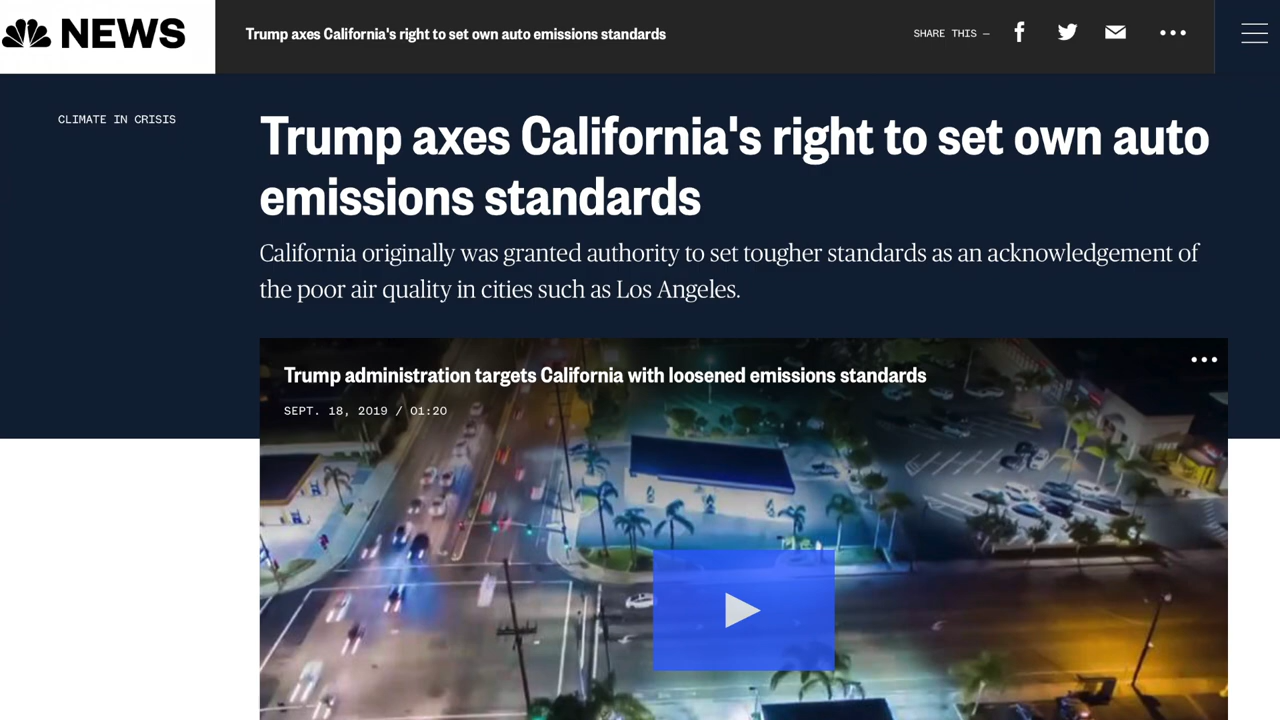 NEWS
Trump axes California's right to set own auto emissions standards
SHARE THIS —
CLIMATE IN CRISIS
Trump axes California's right to set own auto
emissions standards
California originally was granted authority to set tougher standards as an acknowledgement of
the poor air quality in cities such as Los Angeles.
Trump administration targets California with loosened emissions standards
SEPT. 18, 2019 / 01:20